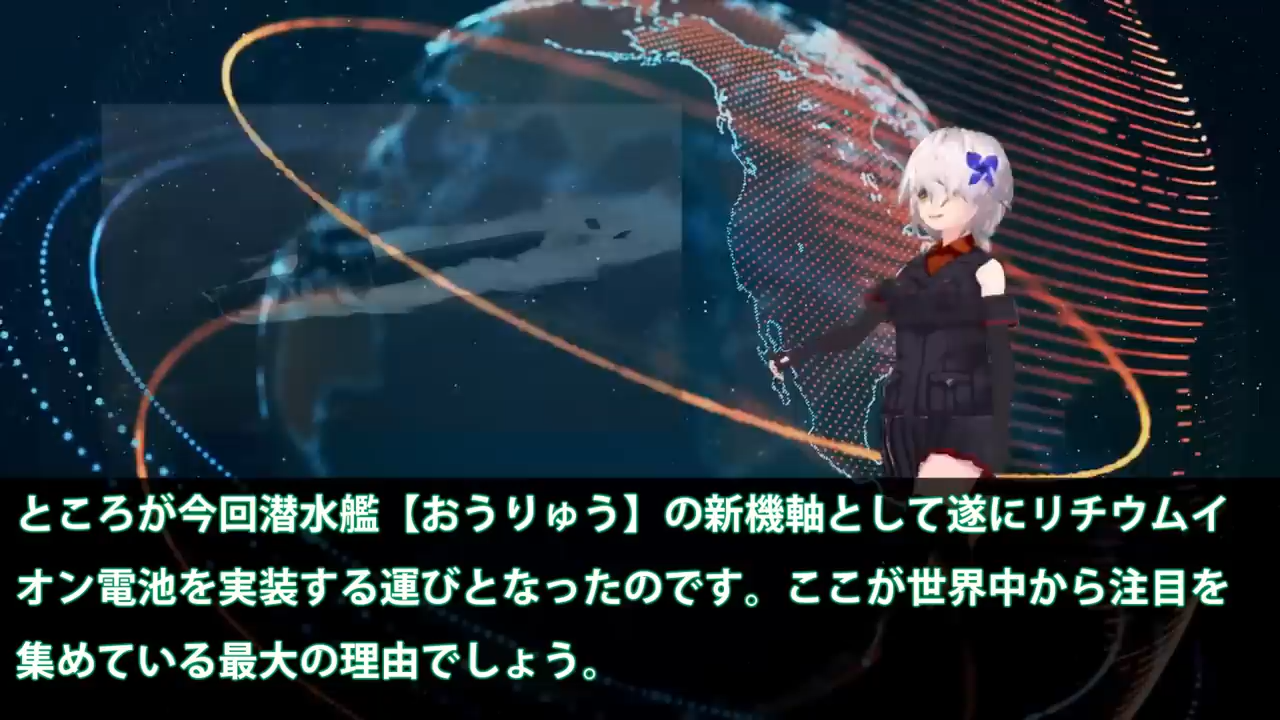 ところが今回潜水艦【おうりゅう】の新機軸として遂にリチウムイ
オン電池を実装する運びとなったのです。ここが世界中から注目を
集めている最大の理由でしょう。